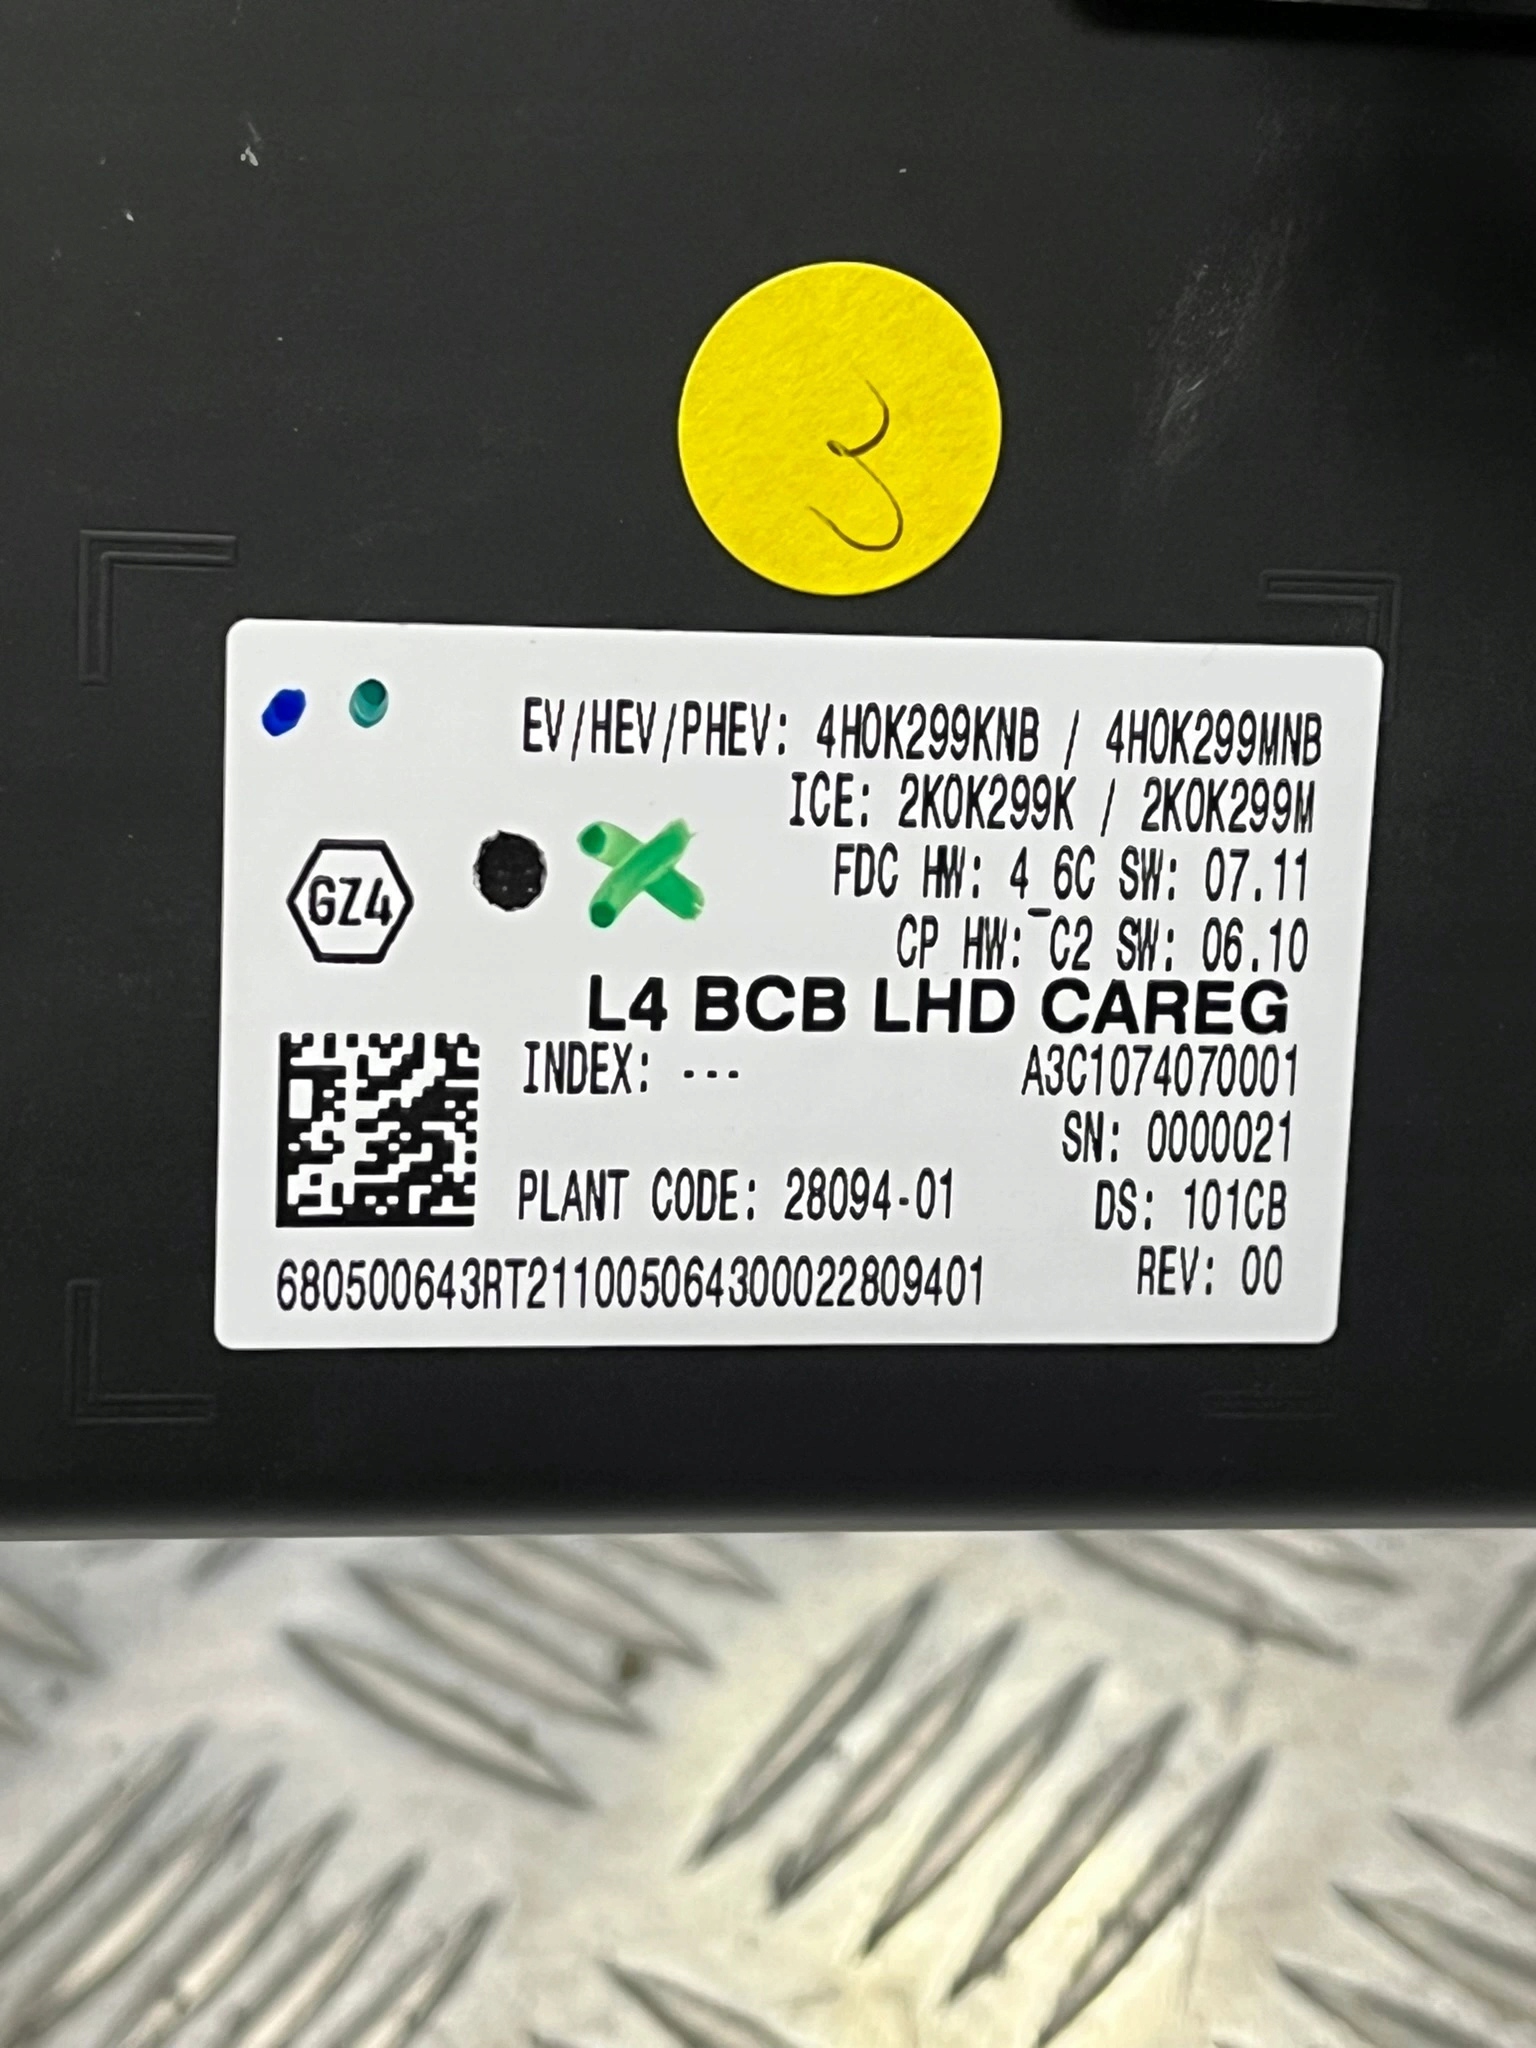 3
EV/HEV/PHEV: 4H0K299KNB / 4H0K299MNB
ICE: 2K0K299K / 2K0K299M
FDC HW: 4_6C SW: 07.11
CP HW: C2 SW: 06.10
GZ4
L4 BCB LHD CAREG
INDEX: --- A3C1074070001
SN: 0000021
PLANT CODE: 28094-01 DS: 101CB
680500643RT211005064300022809401 REV: 00